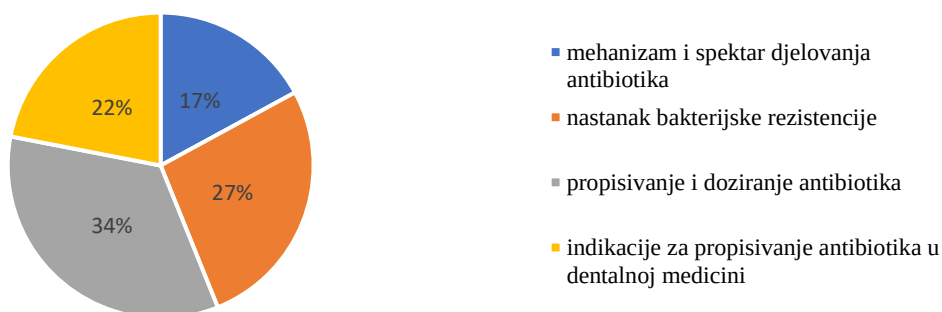 17%
27%
34%
22%
mehanizam i spektar djelovanja
antibiotika
nastanak bakterijske rezistencije
propisivanje i doziranje antibiotika
indikacije za propisivanje antibiotika u
dentalnoj medicini